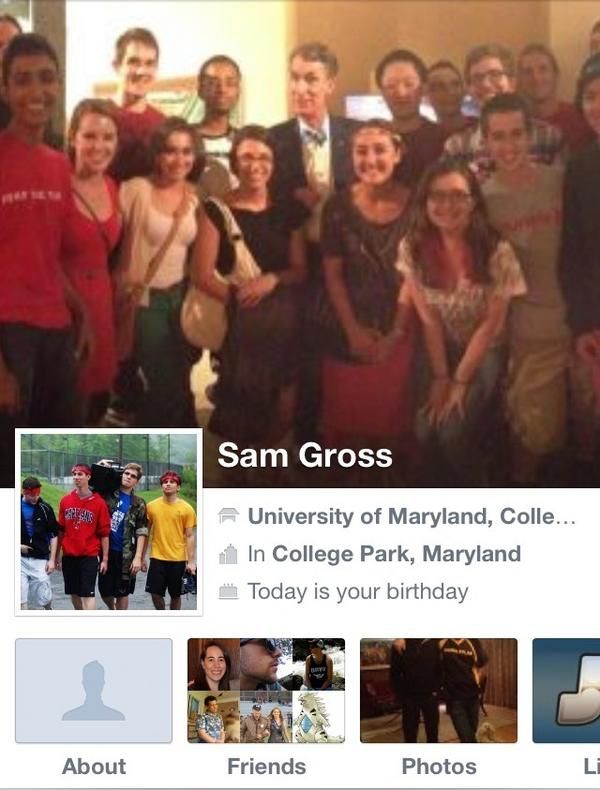 Sam Gross
University of Maryland, Colle...
In College Park, Maryland
Today is your birthday
About
Friends
Photos
Li